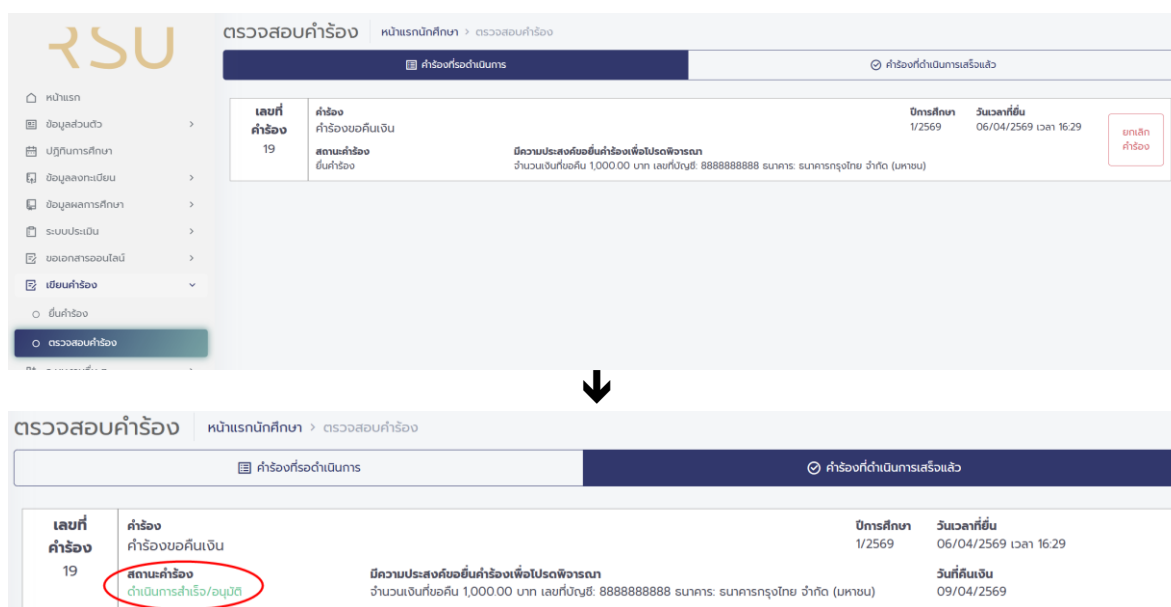 RSU
ตรวจสอบคำร้อง หน้าแรกนักศึกษา > ตรวจสอบคำร้อง
คำร้องที่รอดำเนินการ คำร้องที่ดำเนินการเสร็จแล้ว
หน้าแรก
ข้อมูลส่วนตัว
ปฏิทินการศึกษา
ข้อมูลลงทะเบียน
ข้อมูลผลการศึกษา
ระบบประเมิน
ขอเอกสารออนไลน์
เขียนคำร้อง
ยื่นคำร้อง
ตรวจสอบคำร้อง
เลขที่ คำร้อง ปีการศึกษา วันเวลาที่ยื่น
คำร้อง คำร้องขอคืนเงิน 1/2569 06/04/2569 เวลา 16:29
ยกเลิก
คำร้อง
19 สถานะคำร้อง มีความประสงค์ขอยื่นคำร้องเพื่อโปรดพิจารณา
ยื่นคำร้อง จำนวนเงินที่ขอคืน 1,000.00 บาท เลขที่บัญชี: 8888888888 ธนาคาร: ธนาคารกรุงไทย จำกัด (มหาชน)
ตรวจสอบคำร้อง หน้าแรกนักศึกษา > ตรวจสอบคำร้อง
คำร้องที่รอดำเนินการ คำร้องที่ดำเนินการเสร็จแล้ว
เลขที่ คำร้อง ปีการศึกษา วันเวลาที่ยื่น
คำร้อง คำร้องขอคืนเงิน 1/2569 06/04/2569 เวลา 16:29
19 สถานะคำร้อง มีความประสงค์ขอยื่นคำร้องเพื่อโปรดพิจารณา วันที่คืนเงิน
ดำเนินการสำเร็จ/อนุมัติ จำนวนเงินที่ขอคืน 1,000.00 บาท เลขที่บัญชี: 8888888888 ธนาคาร: ธนาคารกรุงไทย จำกัด (มหาชน) 09/04/2569